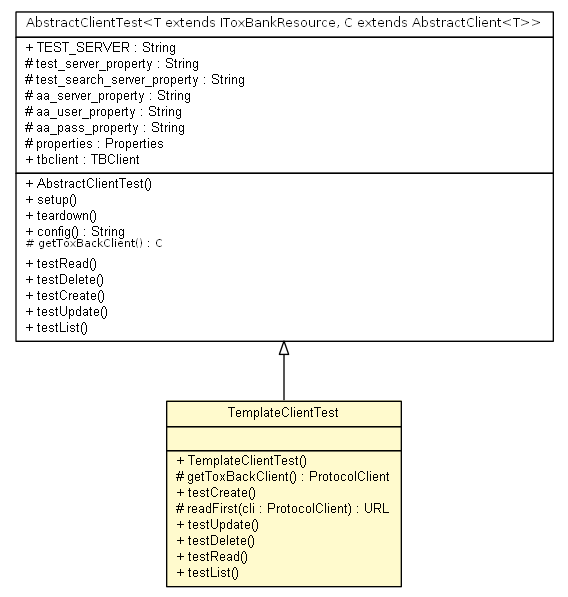 AbstractClientTest<T extends IToxBankResource, C extends AbstractClient<T>>
+ TEST_SERVER : String
# test_server_property : String
# test_search_server_property : String
# aa_server_property : String
# aa_user_property : String
# aa_pass_property : String
# properties : Properties
+ tbclient : TBClient
+ AbstractClientTest()
+ setup()
+ teardown()
+ config() : String
# getToxBackClient() : C
+ testRead()
+ testDelete()
+ testCreate()
+ testUpdate()
+ testList()
TemplateClientTest
+ TemplateClientTest()
# getToxBackClient() : ProtocolClient
+ testCreate()
# readFirst(cli : ProtocolClient) : URL
+ testUpdate()
+ testDelete()
+ testRead()
+ testList()